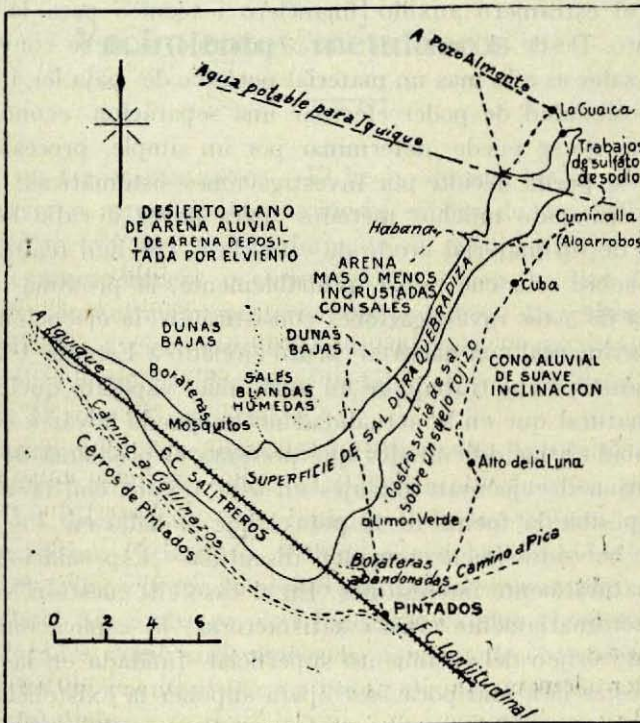 A Pozo Almonte
Agua potable para Iquique
La Guaica
Trabajos
de sulfato
de sodio
Cuminalla
(Algarrobos
Habana
DESIERTO PLANO
DE ARENA ALUVIAL
I DE ARENA DEPOSI-
TADA POR EL VIENTO
ARENA
MAS O MENOS
INCRUSTADAS
CON SALES
Cuba
DUNAS
BAJAS
DUNAS
BAJAS
CONO ALUVIAL
DE SUAVE
INCLINACION
Iquique
Borateras
SALES
BLANDAS
HUMEDAS
Mosquitos
SUPERFICIE DE SAL DURA QUEBRADIZA
Costra sucia de sal
sobre un suelo rojizo
Alto de la Luna
Camino a Gallinazos
Cerros de Pintados
F.C. SALITREROS
a Limon Verde
Borateras
abandonadas
Camino a Pica
PINTADOS
F.C. Longitudinal
0 2 4 6